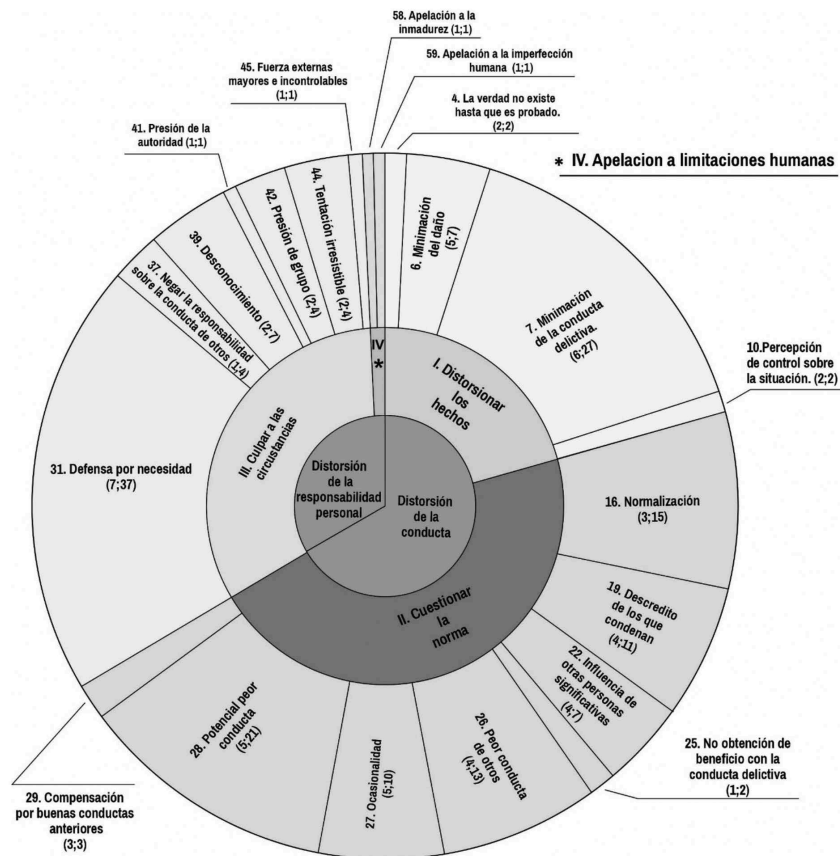 58. Apelación a la
inmadurez (1;1)
45. Fuerza externas
mayores e incontrolables
(1;1)
59. Apelación a la imperfección
humana (1;1)
4. La verdad no existe
hasta que es probado.
(2;2)
41. Presión de la
autoridad (1;1)
* IV. Apelacion a limitaciones humanas
44. Tentación irresistible (2;4)
42. Presión de grupo (2;4)
39. Desconocimiento (2;7)
37. Negar la responsabilidad
sobre la conducta de otros (1;4)
6. Minimación
del daño
(5;7)
7. Minimación
de la conducta
delictiva.
(6;27)
10.Percepción
de control sobre
la situación. (2;2)
IV
*
I. Distorsionar
los
hechos
III. Culpar a las
circustancias
31. Defensa por necesidad
(7;37)
Distorsión
de la
responsabilidad
personal
Distorsión
de la
conducta
16. Normalización
(3;15)
19. Descredito
de los que
condenan
(4;11)
II. Cuestionar
la
norma
22. Influencia de
otras personas
significativas
(4;7)
25. No obtención de
beneficio con la
conducta delictiva
(1;2)
26. Peor conducta
de otros
(4;13)
27. Ocasionalidad
(5;10)
28. Potencial peor
conducta
(5;21)
29. Compensación
por buenas conductas
anteriores
(3;3)